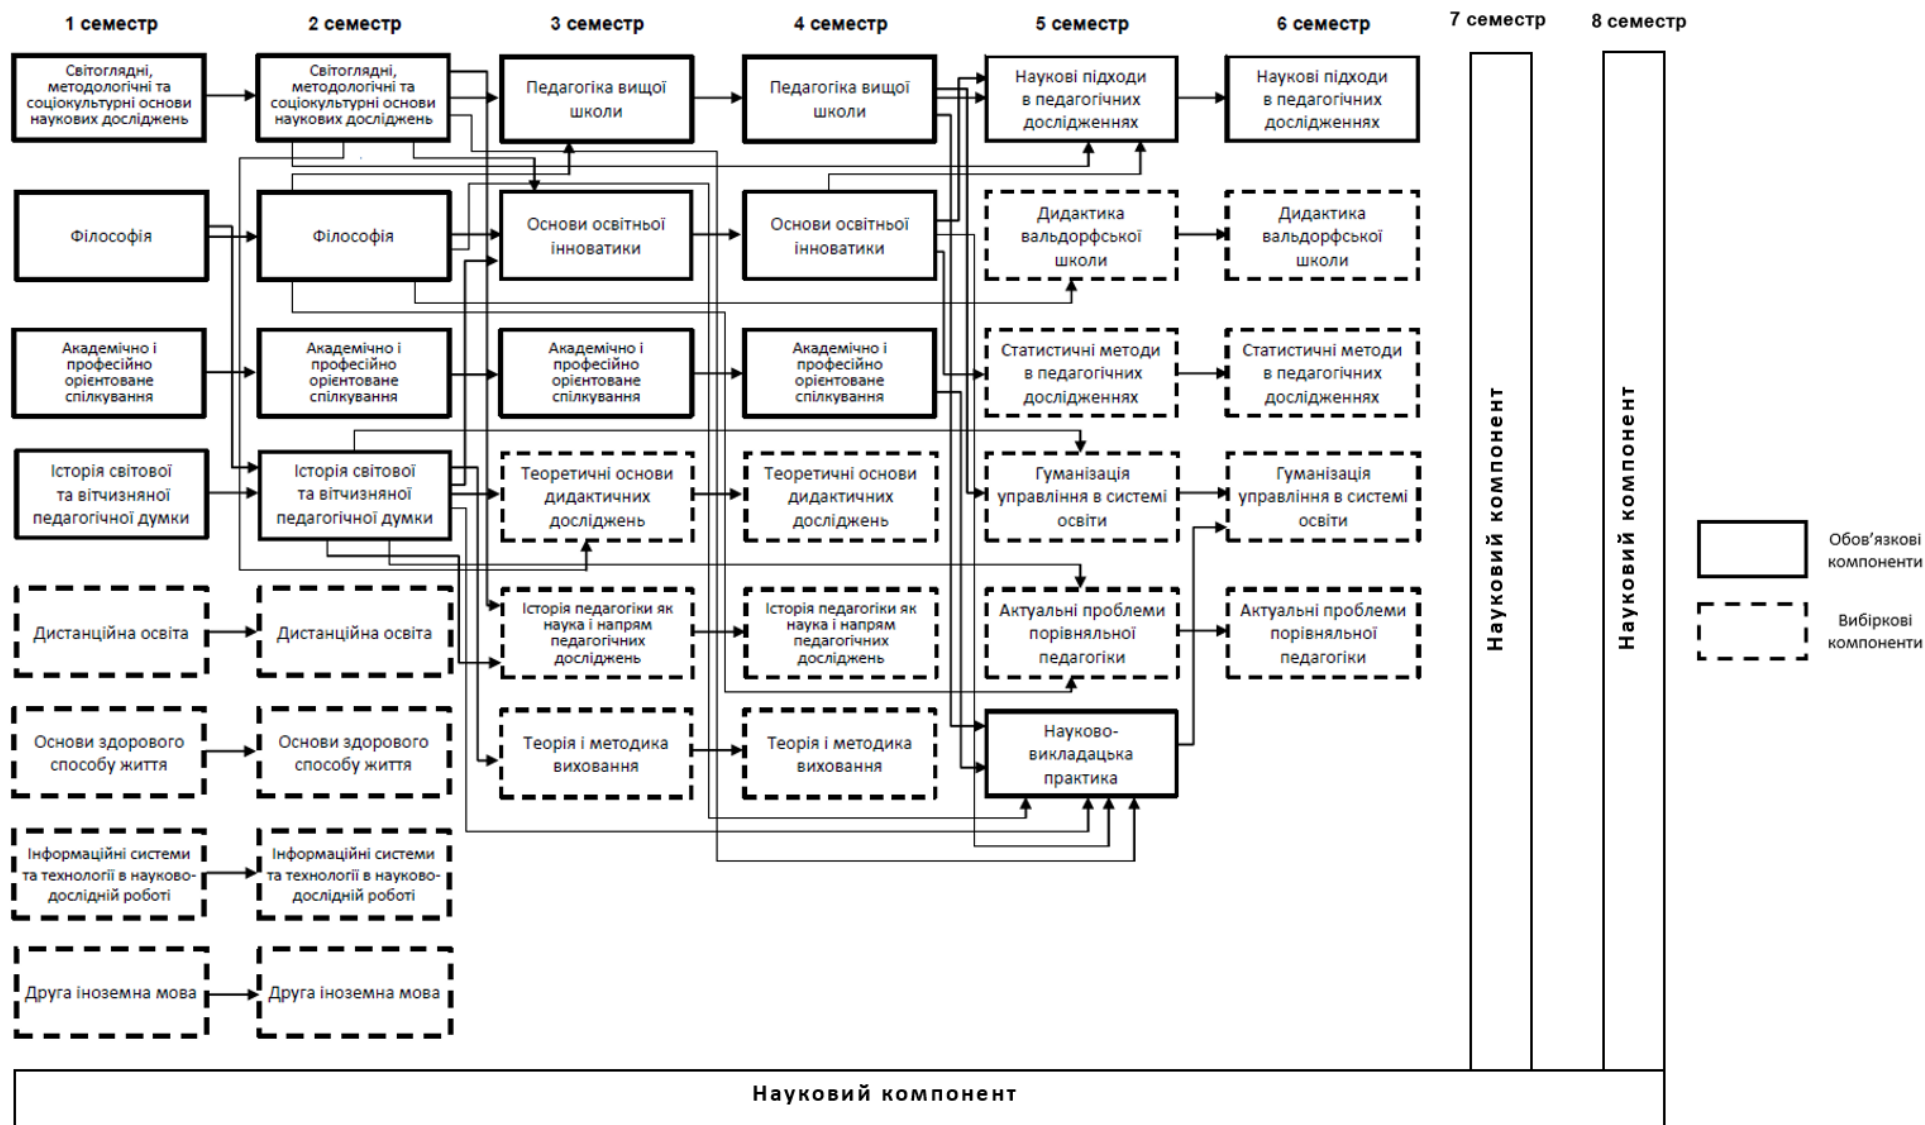 1 семестр
2 семестр
3 семестр
4 семестр
5 семестр
6 семестр
7 семестр
8 семестр
Світоглядні,
методологічні та
соціокультурні основи
наукових досліджень
Світоглядні,
методологічні та
соціокультурні основи
наукових досліджень
Педагогіка вищої
школи
Педагогіка вищої
школи
Наукові підходи
в педагогічних
дослідженнях
Наукові підходи
в педагогічних
дослідженнях
Філософія
Філософія
Основи освітньої
інноватики
Основи освітньої
інноватики
Дидактика
вальдорфської
школи
Дидактика
вальдорфської
школи
Академічно і
професійно
орієнтоване
спілкування
Академічно і
професійно
орієнтоване
спілкування
Академічно і
професійно
орієнтоване
спілкування
Академічно і
професійно
орієнтоване
спілкування
Статистичні методи
в педагогічних
дослідженнях
Статистичні методи
в педагогічних
дослідженнях
Історія світової
та вітчизняної
педагогічної думки
Історія світової
та вітчизняної
педагогічної думки
Теоретичні основи
дидактичних
досліджень
Теоретичні основи
дидактичних
досліджень
Гуманізація
управління в системі
освіти
Гуманізація
управління в системі
освіти
Дистанційна освіта
Дистанційна освіта
Історія педагогіки як
наука і напрям
педагогічних
досліджень
Історія педагогіки як
наука і напрям
педагогічних
досліджень
Актуальні проблеми
порівняльної
педагогіки
Актуальні проблеми
порівняльної
педагогіки
Основи здорового
способу життя
Основи здорового
способу життя
Теорія і методика
виховання
Теорія і методика
виховання
Науково-
викладацька
практика
Інформаційні системи
та технології в науково-
дослідній роботі
Інформаційні системи
та технології в науково-
дослідній роботі
Друга іноземна мова
Друга іноземна мова
Науковий компонент
Науковий компонент
Обов’язкові
компоненти
Вибіркові
компоненти
Науковий компонент